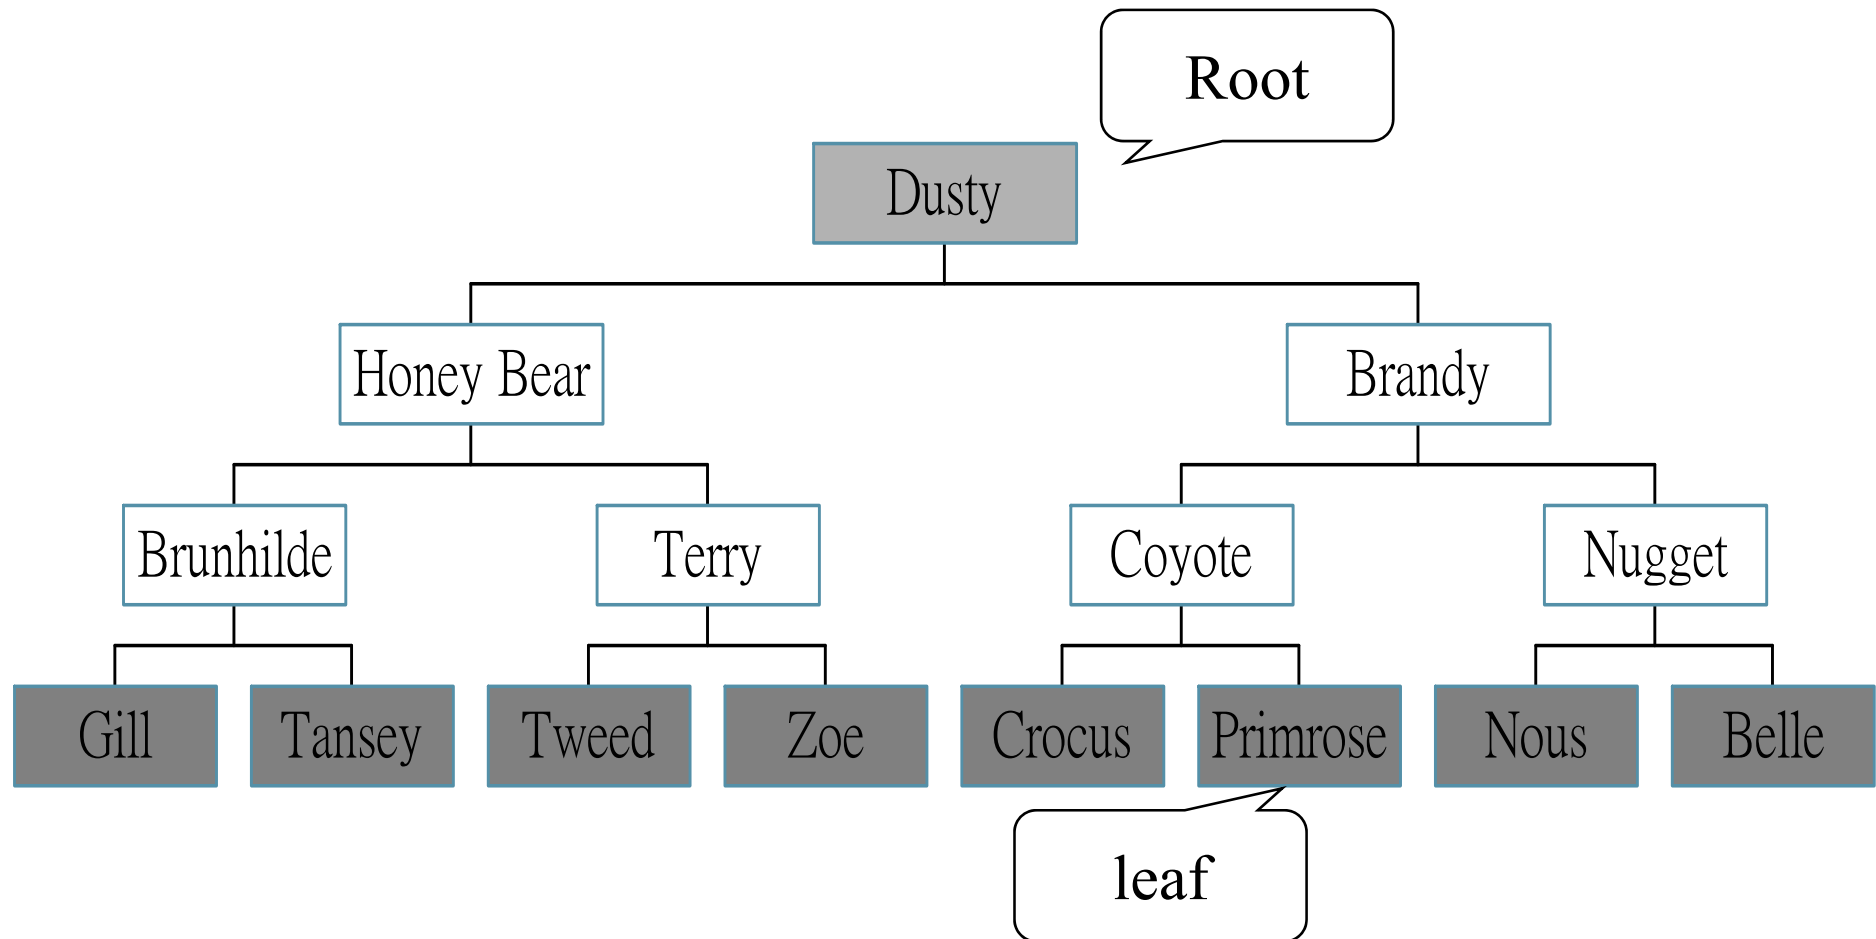 Root
Dusty
Honey Bear
Brandy
Brunhilde
Terry
Coyote
Nugget
Gill
Tansey
Tweed
Zoe
Crocus
Primrose
Nous
Belle
leaf